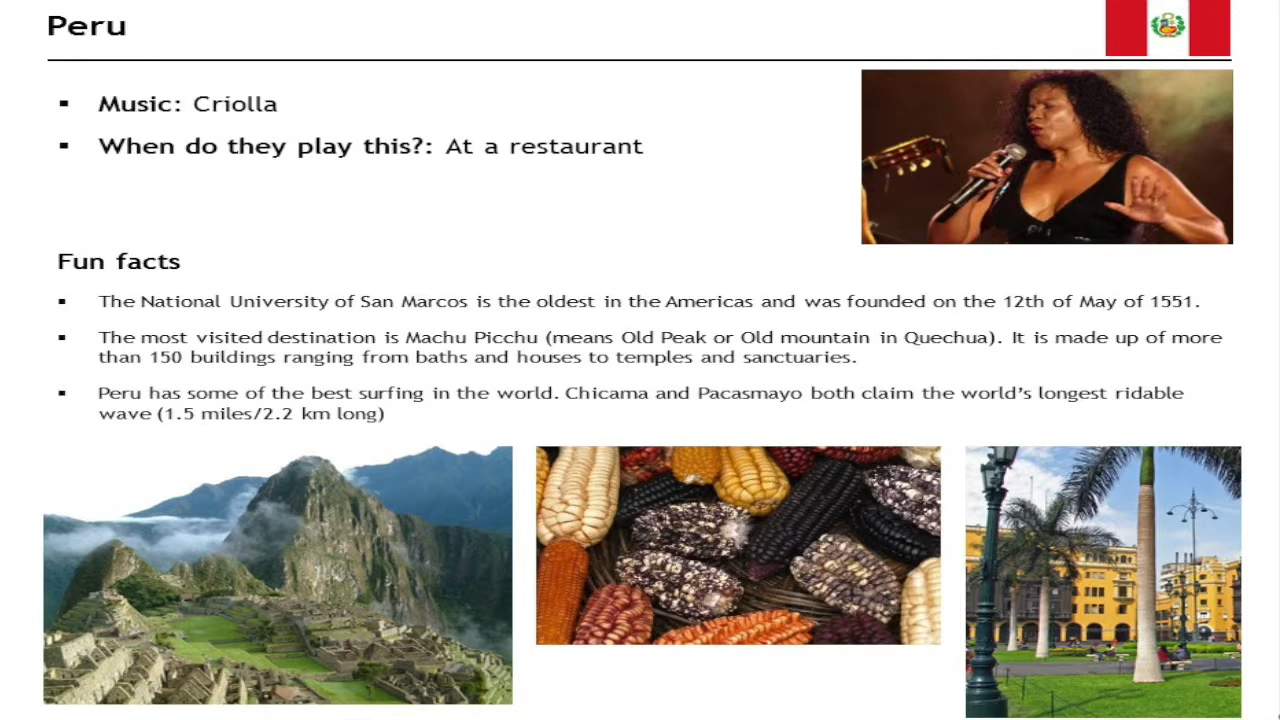 Peru
Music: Criolla
When do they play this?: At a restaurant
Fun facts
The National University of San Marcos is the oldest in the Americas and was founded on the 12th of May of 1551.
The most visited destination is Machu Picchu (means Old Peak or Old mountain in Quechua). It is made up of more
than 150 buildings ranging from baths and houses to temples and sanctuaries.
Peru has some of the best surfing in the world. Chicama and Pacasmayo both claim the world's longest ridable
wave (1.5 miles/2.2 km long)